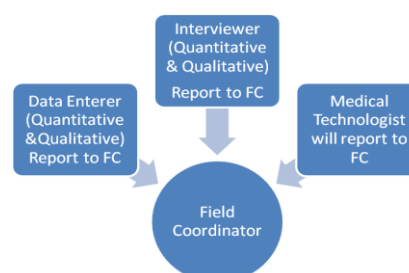 Interviewer
(Quantitative
& Qualitative)
Report to FC
Data Enterer
(Quantitative
&Qualitative)
Report to FC
Medical
Technologist
will report to
FC
Field
Coordinator